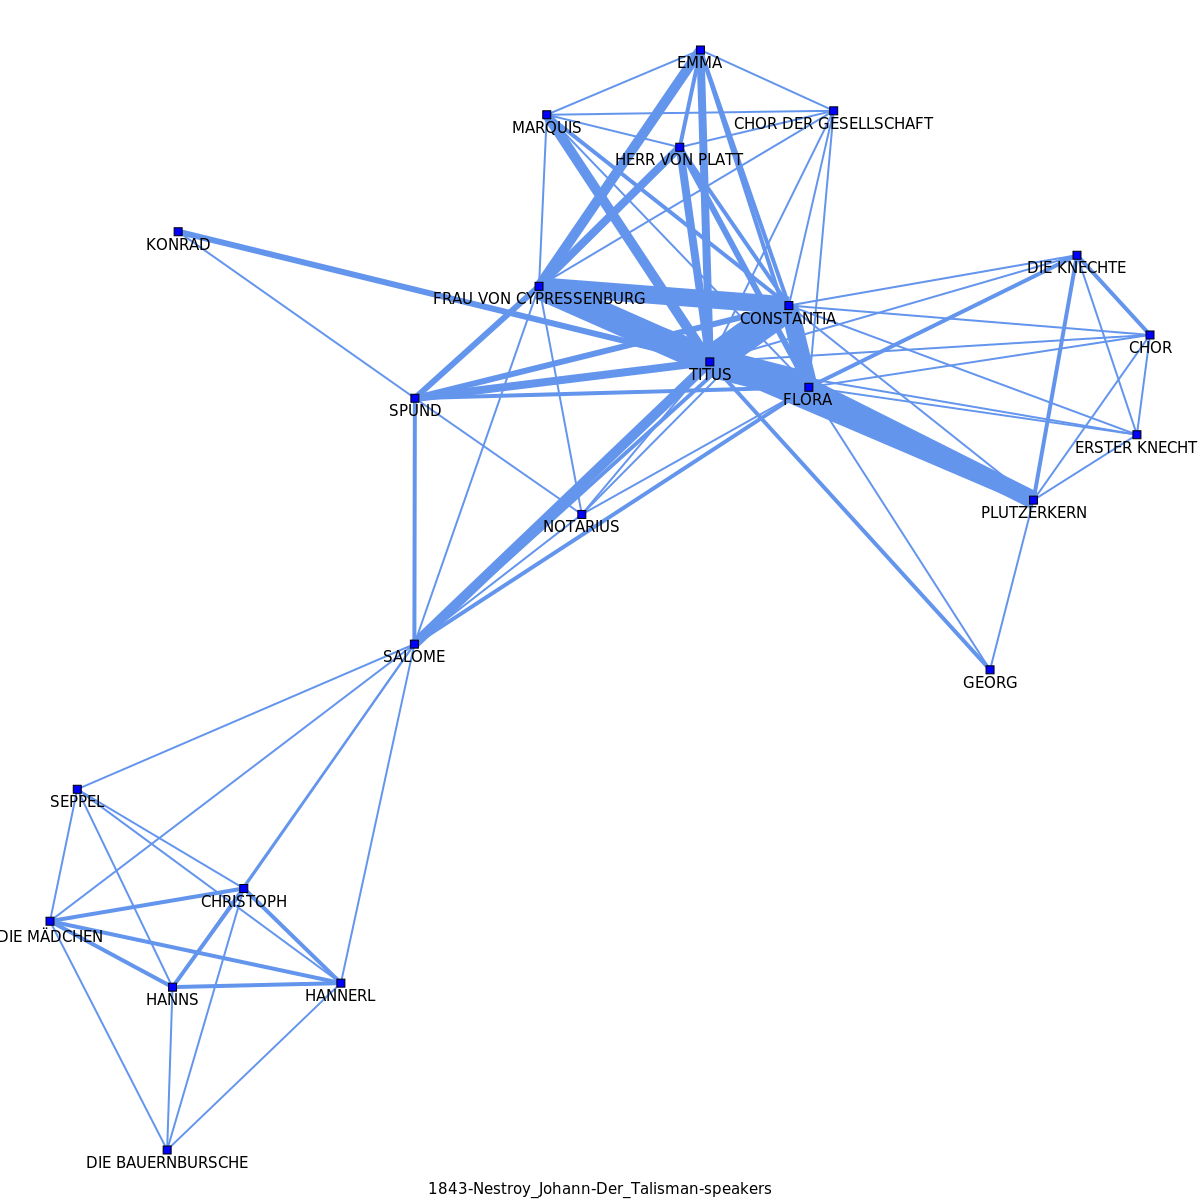 EMMA
MARQUIS
CHOR DER GESELLSCHAFT
HERR VON PLATT
KONRAD
DIE KNECHTE
FRAU VON CYPRESSENBURG
CONSTANTIA
CHOR
TITUS
FLORA
SPUND
ERSTER KNECHT
PLUTZERKERN
NOTARIUS
SALOME
GEORG
SEPPEL
CHRISTOPH
DIE MÄDCHEN
HANNS
HANNERL
DIE BAUERNBURSCHE
1843-Nestroy_Johann-Der_Talisman-speakers